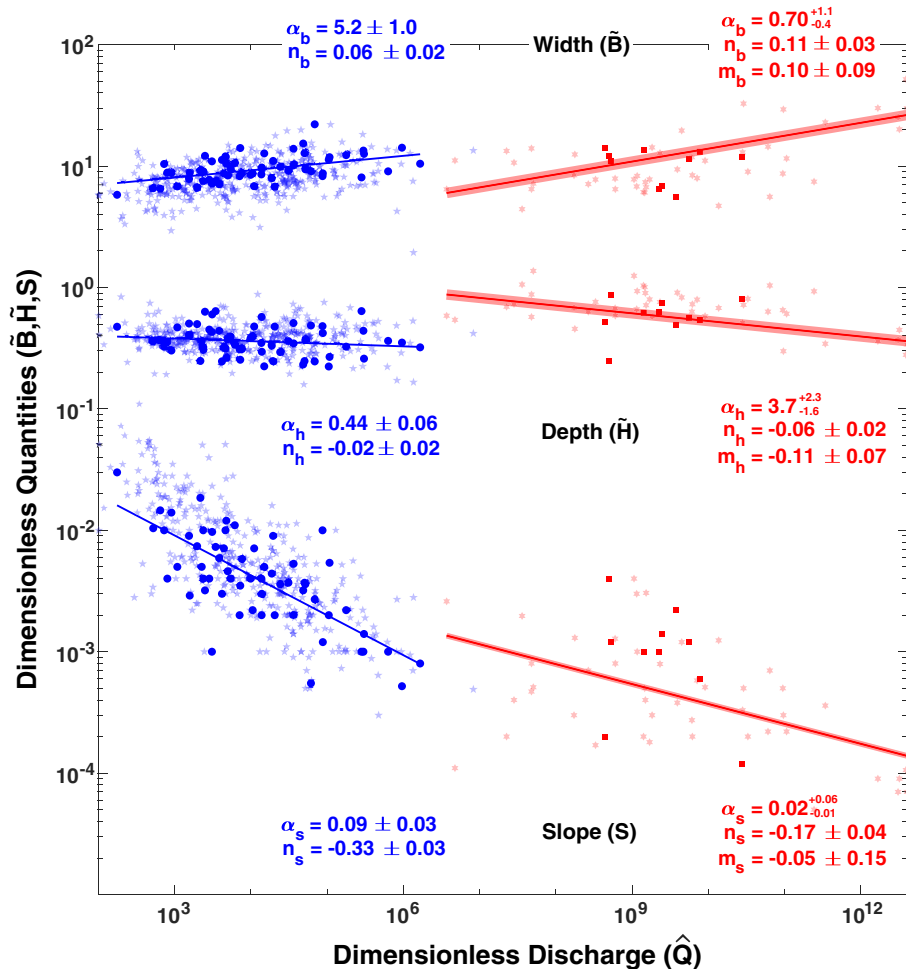 α_b = 5.2 ± 1.0
n_b = 0.06 ± 0.02
Width (B̃)
α_b = 0.70 +1.1 -0.4
n_b = 0.11 ± 0.03
m_b = 0.10 ± 0.09
10^2
10^1
10^0
10^-1
10^-2
10^-3
10^-4
Dimensionless Quantities (B̃,H̃,S)
α_h = 0.44 ± 0.06
n_h = -0.02 ± 0.02
Depth (H̃)
α_h = 3.7 +2.3 -1.6
n_h = -0.06 ± 0.02
m_h = -0.11 ± 0.07
α_s = 0.09 ± 0.03
n_s = -0.33 ± 0.03
Slope (S)
α_s = 0.02 +0.06 -0.01
n_s = -0.17 ± 0.04
m_s = -0.05 ± 0.15
10^3 10^6 10^9 10^12
Dimensionless Discharge (Q̂)